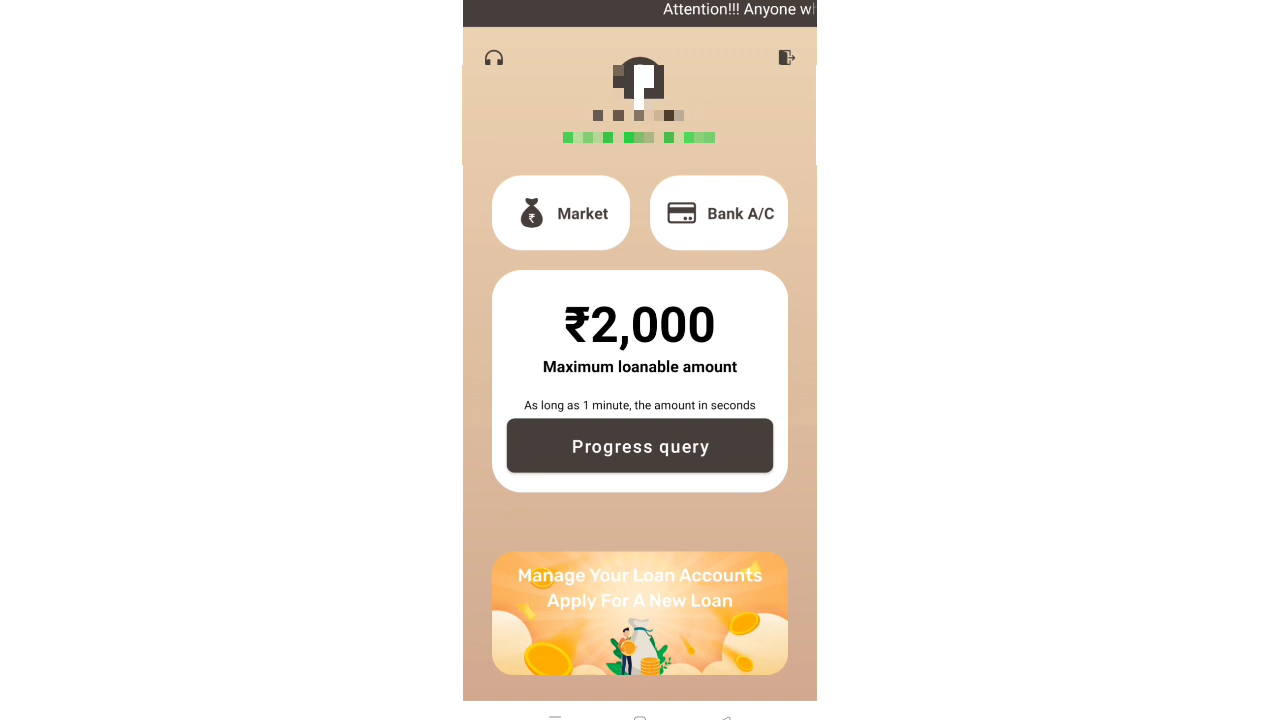 Attention!!! Anyone
Market
Bank A/C
₹2,000
Maximum loanable amount
As long as 1 minute, the amount in seconds
Progress query
Manage Your Loan Accounts
Apply For A New Loan